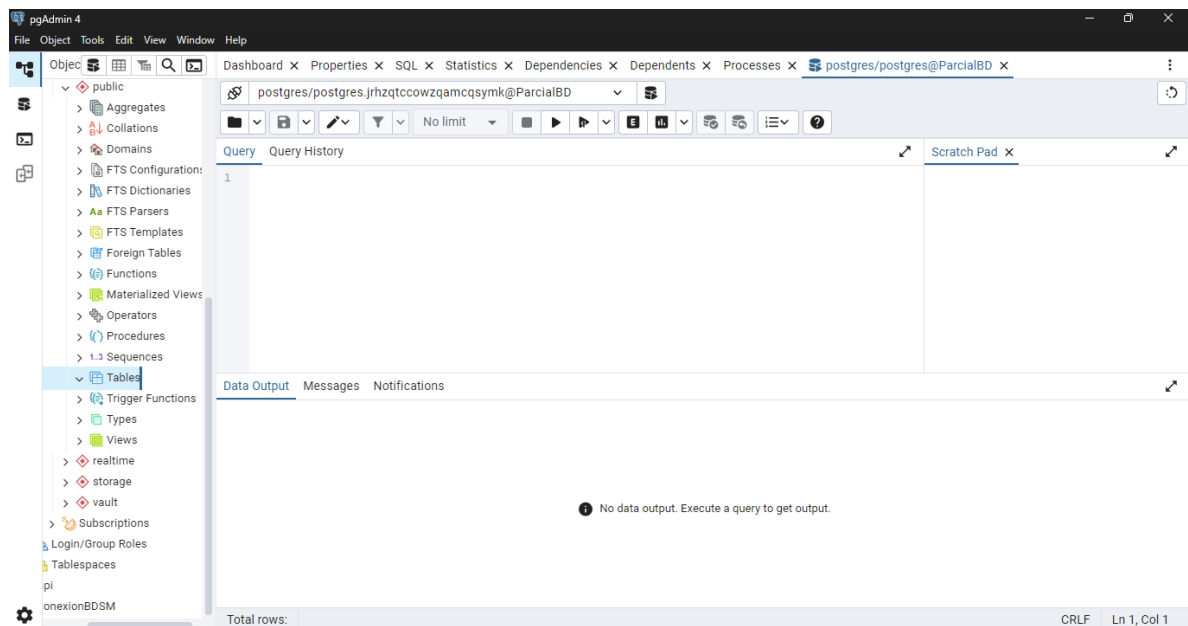 pgAdmin 4
File Object Tools Edit View Window Help
Objec
Dashboard Properties SQL Statistics Dependencies Dependents Processes postgres/postgres@ParcialBD
public
Aggregates
Collations
Domains
FTS Configurations
FTS Dictionaries
FTS Parsers
FTS Templates
Foreign Tables
Functions
Materialized Views
Operators
Procedures
1..3 Sequences
Tables
Trigger Functions
Types
Views
realtime
storage
vault
Subscriptions
Login/Group Roles
Tablespaces
pi
onexionBDSM
postgres/postgres.jrhzqtccowzqamcqsymk@ParcialBD
No limit
Query Query History
Scratch Pad
1
Data Output Messages Notifications
No data output. Execute a query to get output.
Total rows:
CRLF Ln 1, Col 1